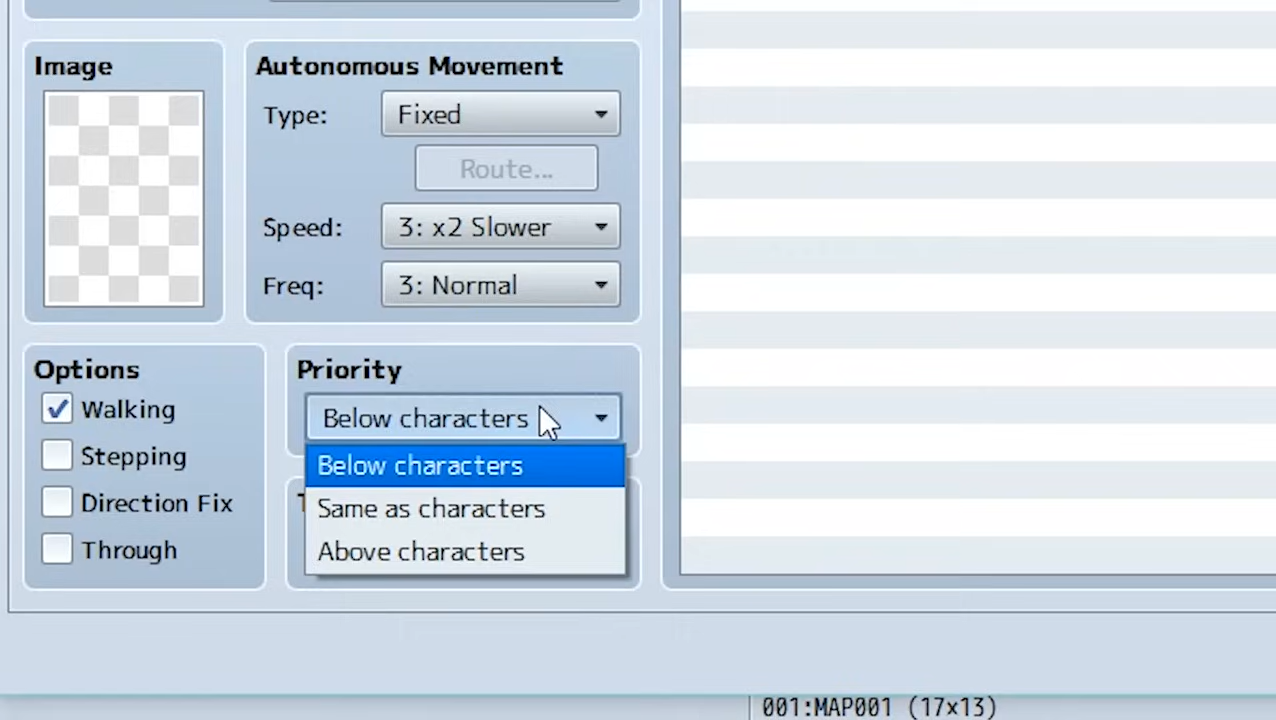 Image
Autonomous Movement
Type:
Fixed
Route...
Speed:
3: x2 Slower
Freq:
3: Normal
Options
Walking
Stepping
Direction Fix
Through
Priority
Below characters
Below characters
Same as characters
Above characters
001:MAP001 (17x13)